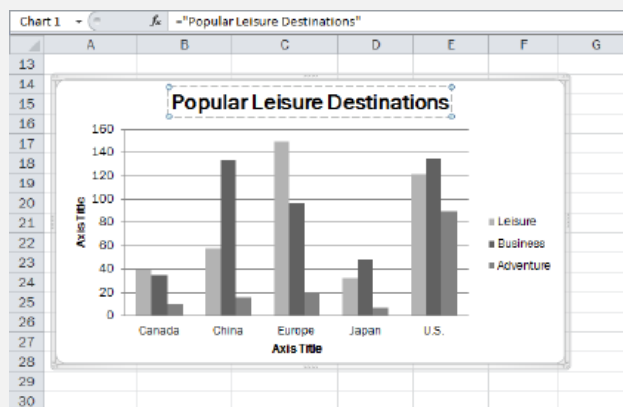 Chart 1 fx ="Popular Leisure Destinations"
A B C D E F G
13
14
15 Popular Leisure Destinations
16
160
17
140
18
120
19
100
20
80
21
Leisure
22
60
Business
23
40
Adventure
24
20
25
0
26
Canada China Europe Japan U.S.
27
Axis Title
Axis Title
28
29
30